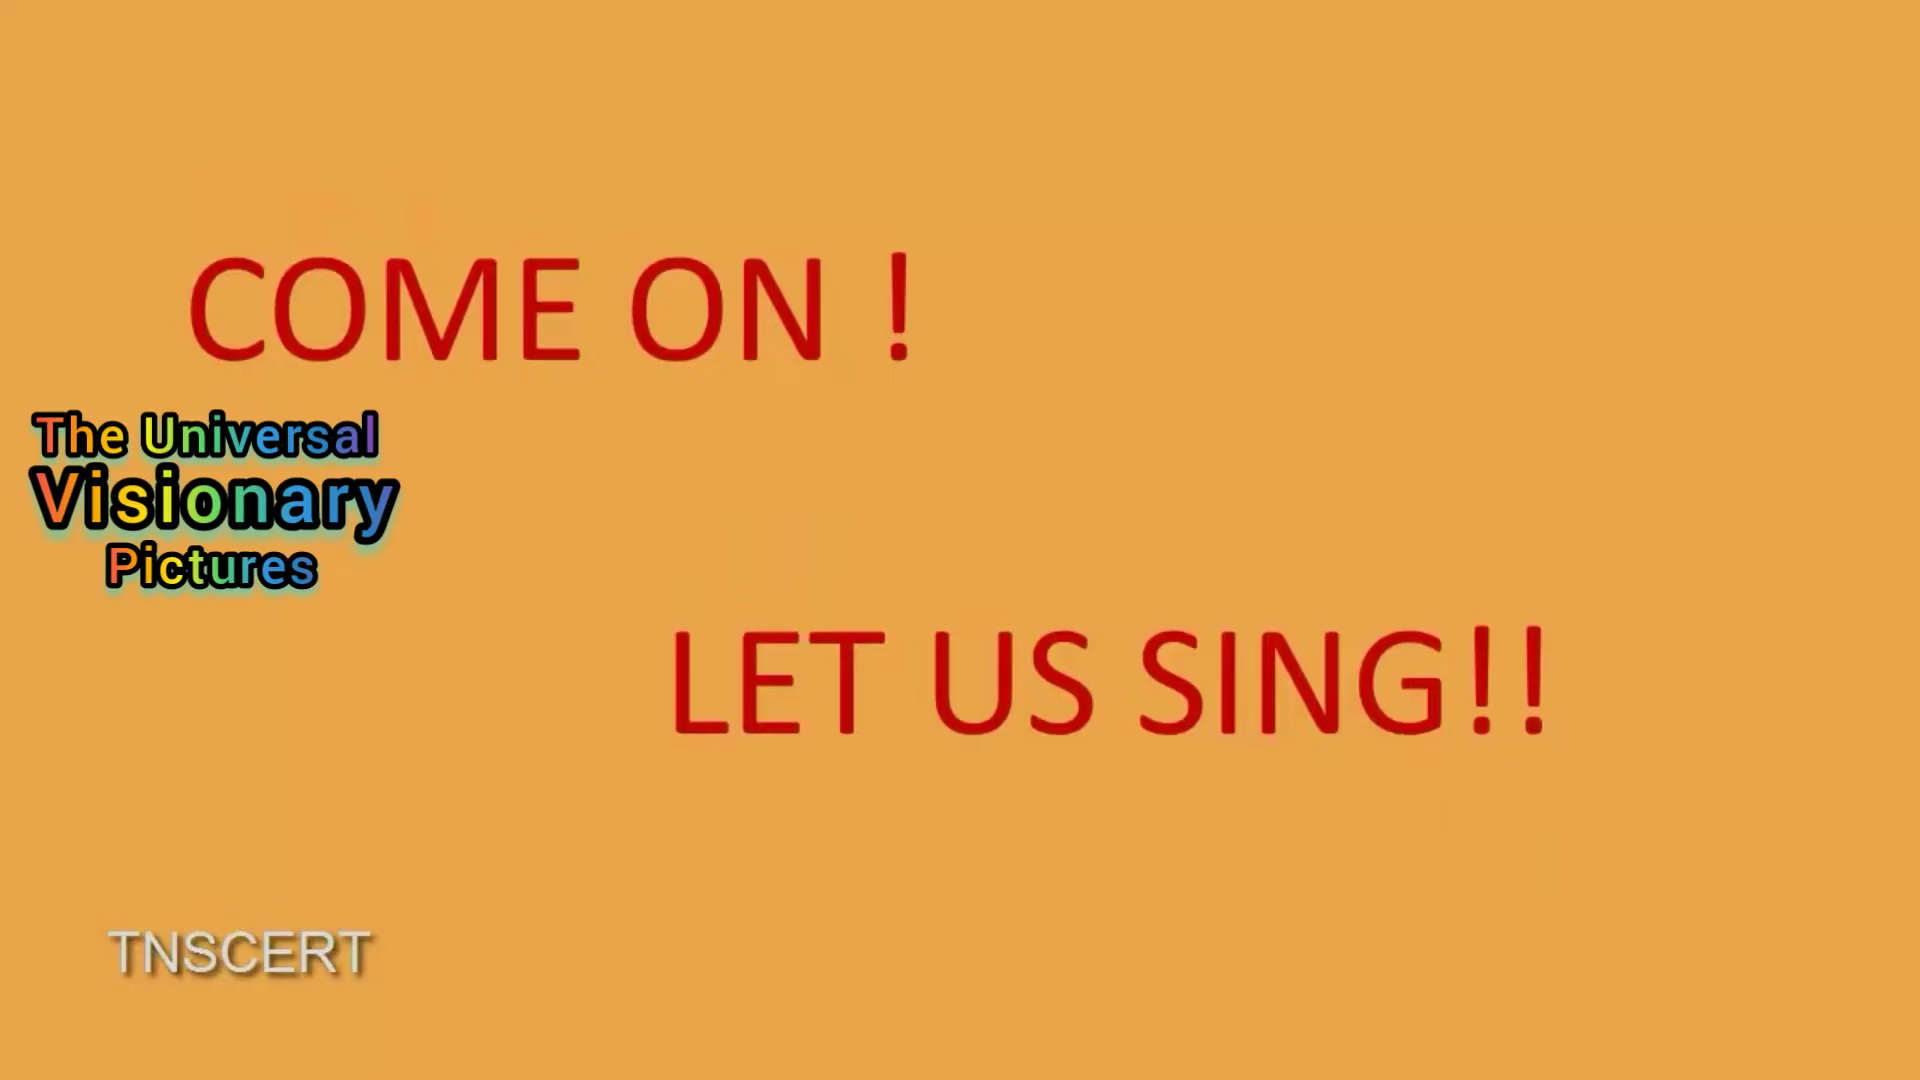 COME ON !
The Universal
Visionary
Pictures
LET US SING!!
TNSCERT